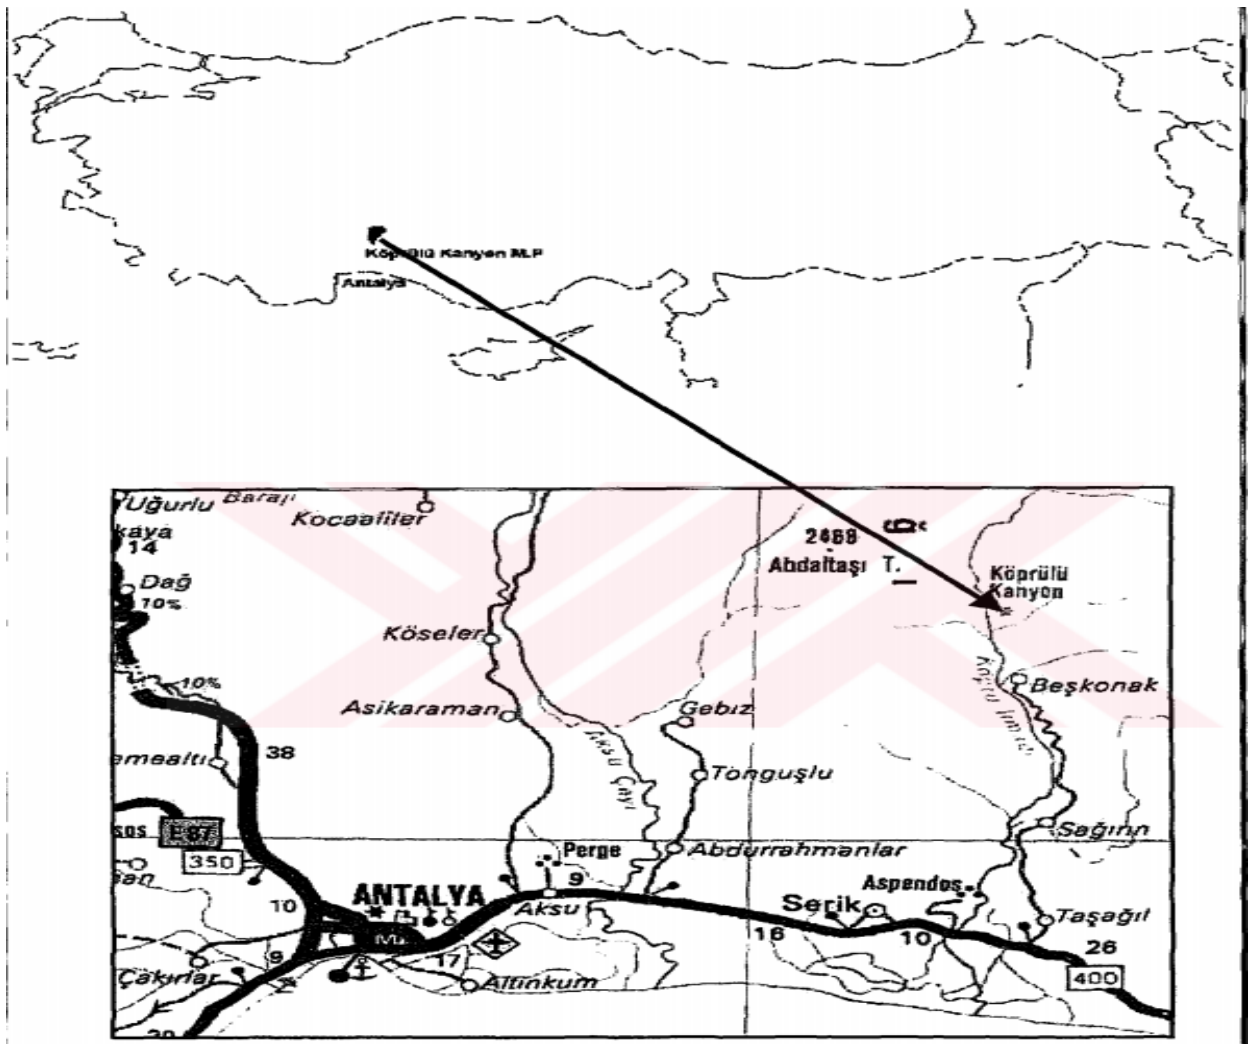 Köprülü Kanyon M.P
Antalya
Uğurlu
Barajı
Kocaaliler
kaya
14
2489
Abdaltaşı T.
Köprülü
Kanyon
Dağ
10%
Köseler
10%
Beşkonak
Asikaraman
Gebiz
38
Aksu Çayı
Tonguşlu
emealtı
E87
350
Perge
Abdurrahmanlar
Sağırın
9
ANTALYA
Aspendos
10
Aksu
Serik
Taşağıl
16
10
26
9
17
400
Çakırlar
Altınkum